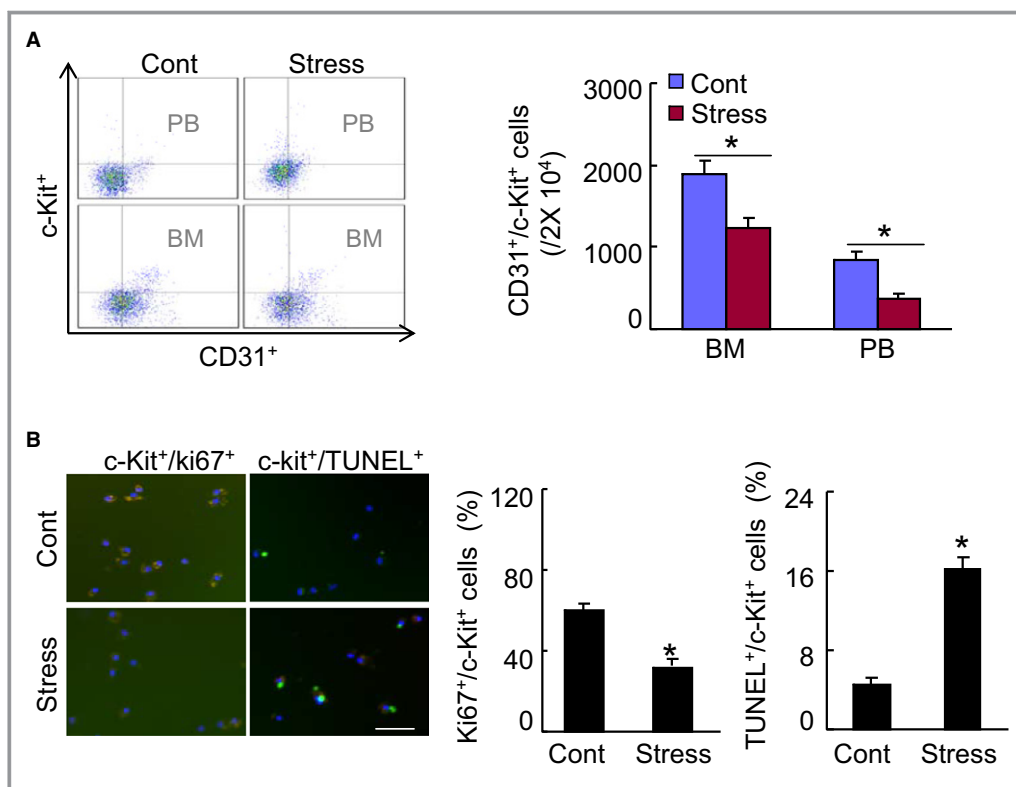 A
Cont Stress
PB PB
BM BM
c-Kit⁺
CD31⁺
CD31⁺/c-Kit⁺ cells
(/2X 10⁴)
3000
2000
1000
0
Cont
Stress
*
*
BM PB
B
c-Kit⁺/ki67⁺ c-kit⁺/TUNEL⁺
Cont
Stress
Ki67⁺/c-Kit⁺ cells (%)
120
80
40
0
*
Cont Stress
TUNEL⁺/c-Kit⁺ cells (%)
24
16
8
0
*
Cont Stress